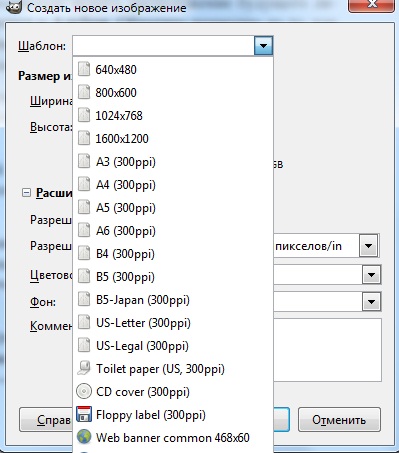 Создать новое изображение
Шаблон:
640x480
800x600
1024x768
1600x1200
A3 (300ppi)
A4 (300ppi)
A5 (300ppi)
A6 (300ppi)
B4 (300ppi)
B5 (300ppi)
B5-Japan (300ppi)
US-Letter (300ppi)
US-Legal (300ppi)
Toilet paper (US, 300ppi)
CD cover (300ppi)
Floppy label (300ppi)
Web banner common 468x60
Размер и
Ширина
Высота:
Расши
Разреш
Разреш
пикселов/in
Цветово
Фон:
Коммен
Справ
Отменить